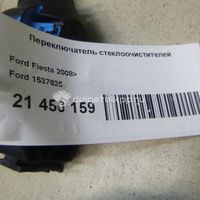 Переключатель стеклоочистителей
Ford Fiesta 2008>
Ford 1537625
21 450 159